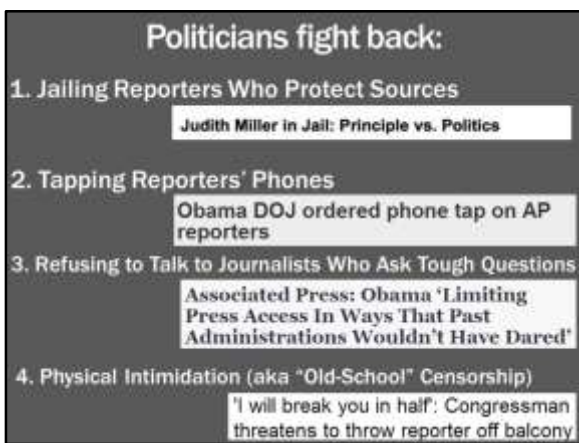 Politicians fight back:
1. Jailing Reporters Who Protect Sources
Judith Miller in Jail: Principle vs. Politics
2. Tapping Reporters' Phones
Obama DOJ ordered phone tap on AP
reporters
3. Refusing to Talk to Journalists Who Ask Tough Questions
Associated Press: Obama ‘Limiting
Press Access In Ways That Past
Administrations Wouldn’t Have Dared’
4. Physical Intimidation (aka “Old-School” Censorship)
'I will break you in half': Congressman
threatens to throw reporter off balcony